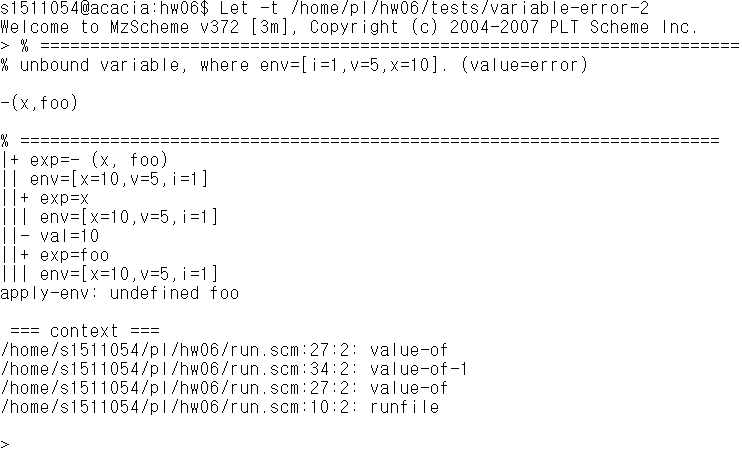 s1511054@acacia:hw06$ Let -t /home/pl/hw06/tests/variable-error-2
Welcome to MzScheme v372 [3m], Copyright (c) 2004-2007 PLT Scheme Inc.
> % ======================================================================
% unbound variable, where env=[i=1,v=5,x=10]. (value=error)
-(x,foo)
% ======================================================================
|+ exp=- (x, foo)
|| env=[x=10,v=5,i=1]
||+ exp=x
||| env=[x=10,v=5,i=1]
||- val=10
||+ exp=foo
||| env=[x=10,v=5,i=1]
apply-env: undefined foo
=== context ===
/home/s1511054/pl/hw06/run.scm:27:2: value-of
/home/s1511054/pl/hw06/run.scm:34:2: value-of-1
/home/s1511054/pl/hw06/run.scm:27:2: value-of
/home/s1511054/pl/hw06/run.scm:10:2: runfile
>